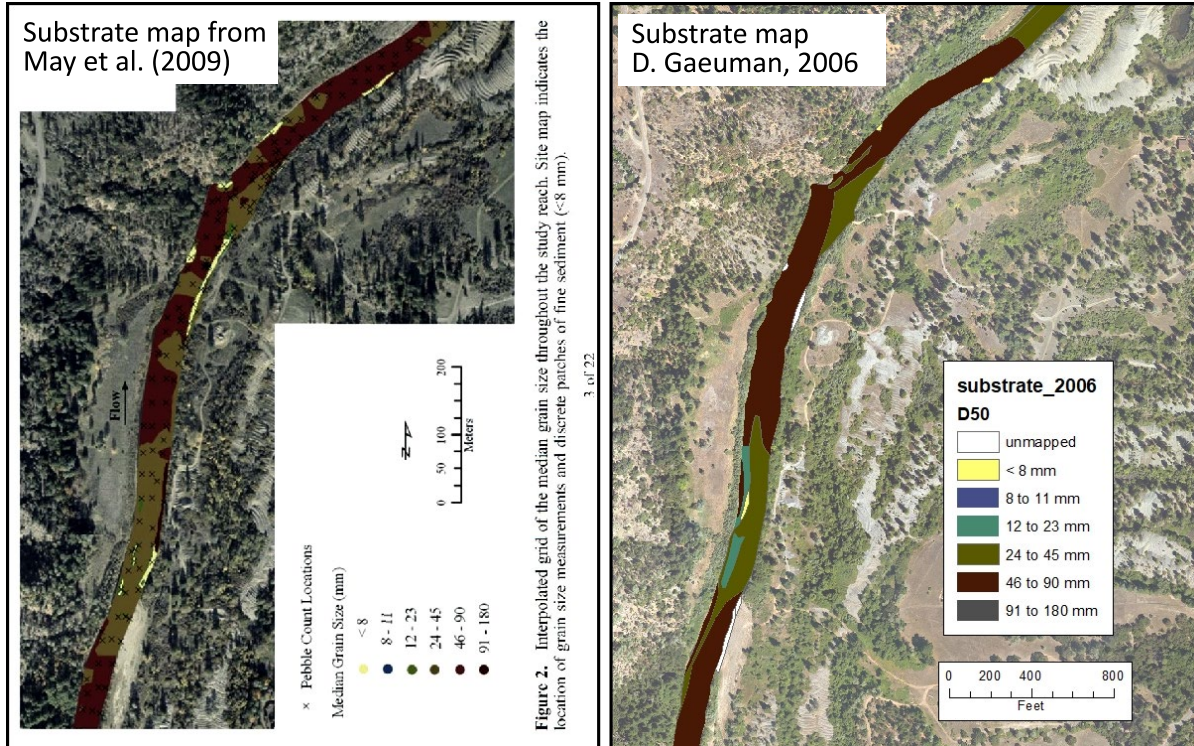 Substrate map from
May et al. (2009)
Flow
N
0 50 100 200
Meters
× Pebble Count Locations
Median Grain Size (mm)
< 8
8 - 11
12 - 23
24 - 45
46 - 90
91 - 180
Figure 2. Interpolated grid of the median grain size throughout the study reach. Site map indicates the
location of grain size measurements and discrete patches of fine sediment (<8 mm).
3 of 22
Substrate map
D. Gaeuman, 2006
substrate_2006
D50
unmapped
< 8 mm
8 to 11 mm
12 to 23 mm
24 to 45 mm
46 to 90 mm
91 to 180 mm
0 200 400 800
Feet